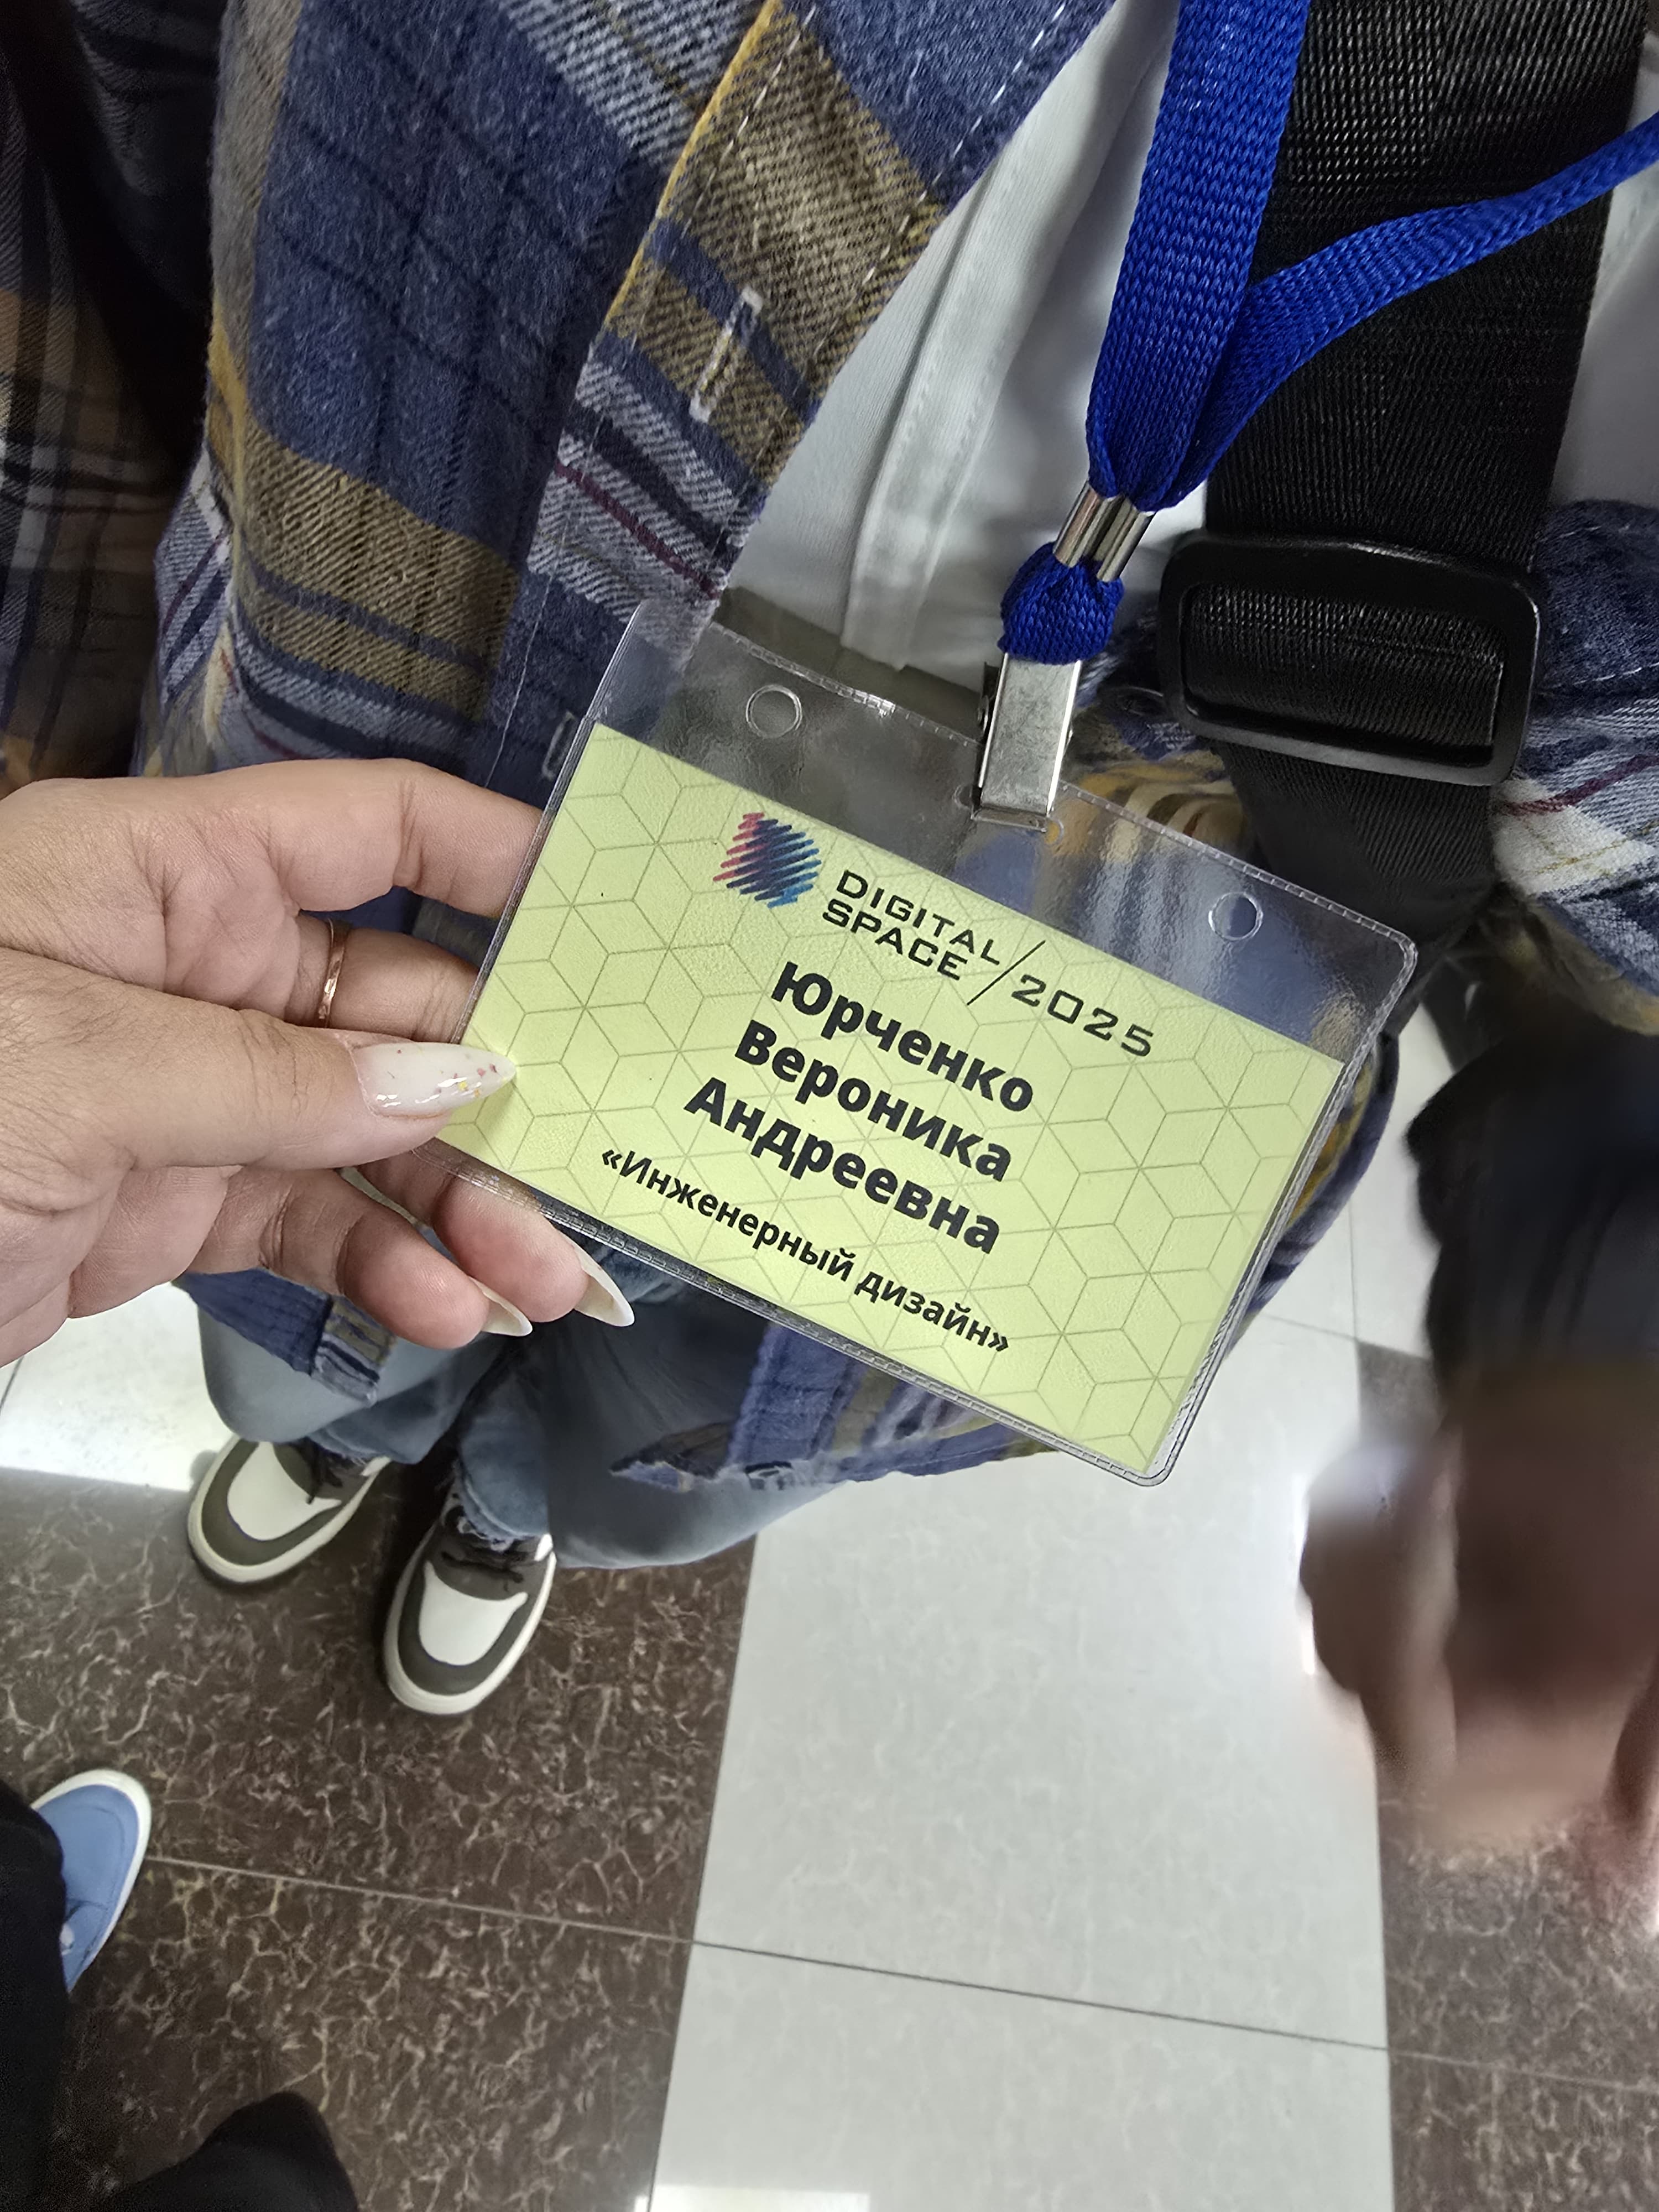 DIGITAL
SPACE / 2025
Юрченко
Вероника
Андреевна
«Инженерный дизайн»